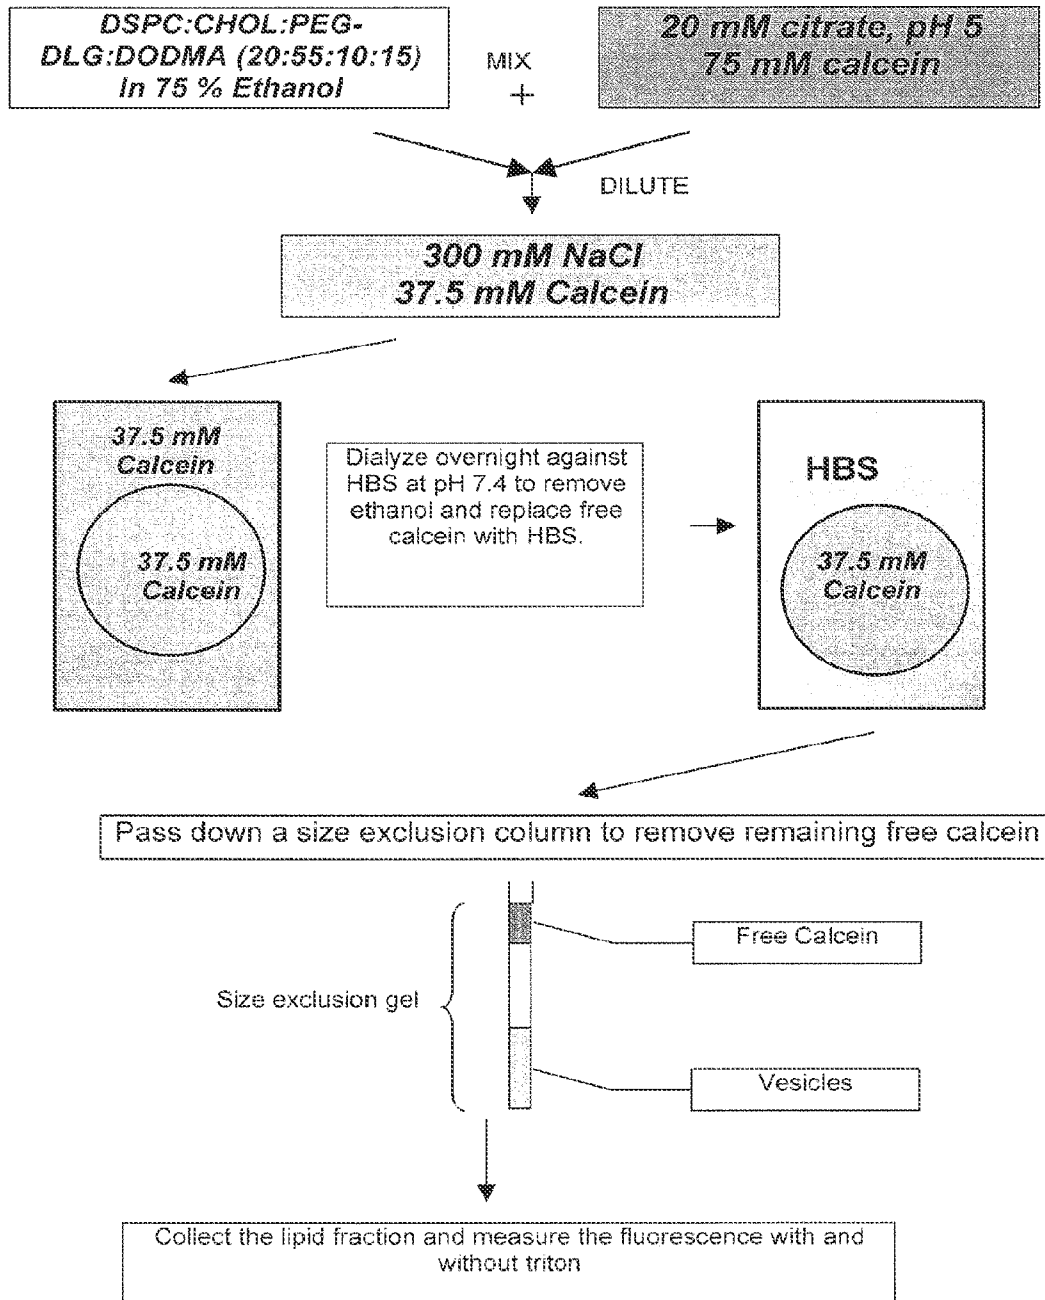 DSPC:CHOL:PEG-
DLG:DODMA (20:55:10:15)
In 75 % Ethanol
MIX
+
20 mM citrate, pH 5
75 mM calcein
DILUTE
300 mM NaCl
37.5 mM Calcein
37.5 mM
Calcein
37.5 mM
Calcein
Dialyze overnight against
HBS at pH 7.4 to remove
ethanol and replace free
calcein with HBS.
HBS
37.5 mM
Calcein
Pass down a size exclusion column to remove remaining free calcein
Free Calcein
Size exclusion gel
Vesicles
Collect the lipid fraction and measure the fluorescence with and
without triton